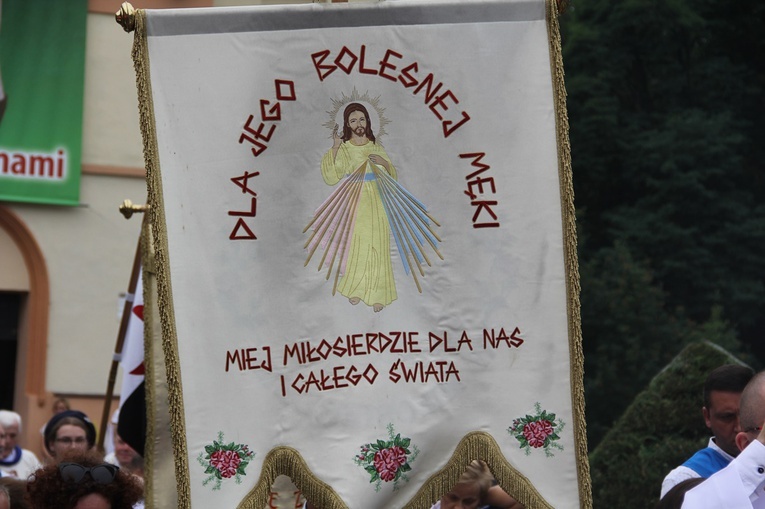 nami
DLA JEGO BOLESNEJ MĘKI
MIEJ MIŁOSIERDZIE DLA NAS
I CAŁEGO ŚWIATA